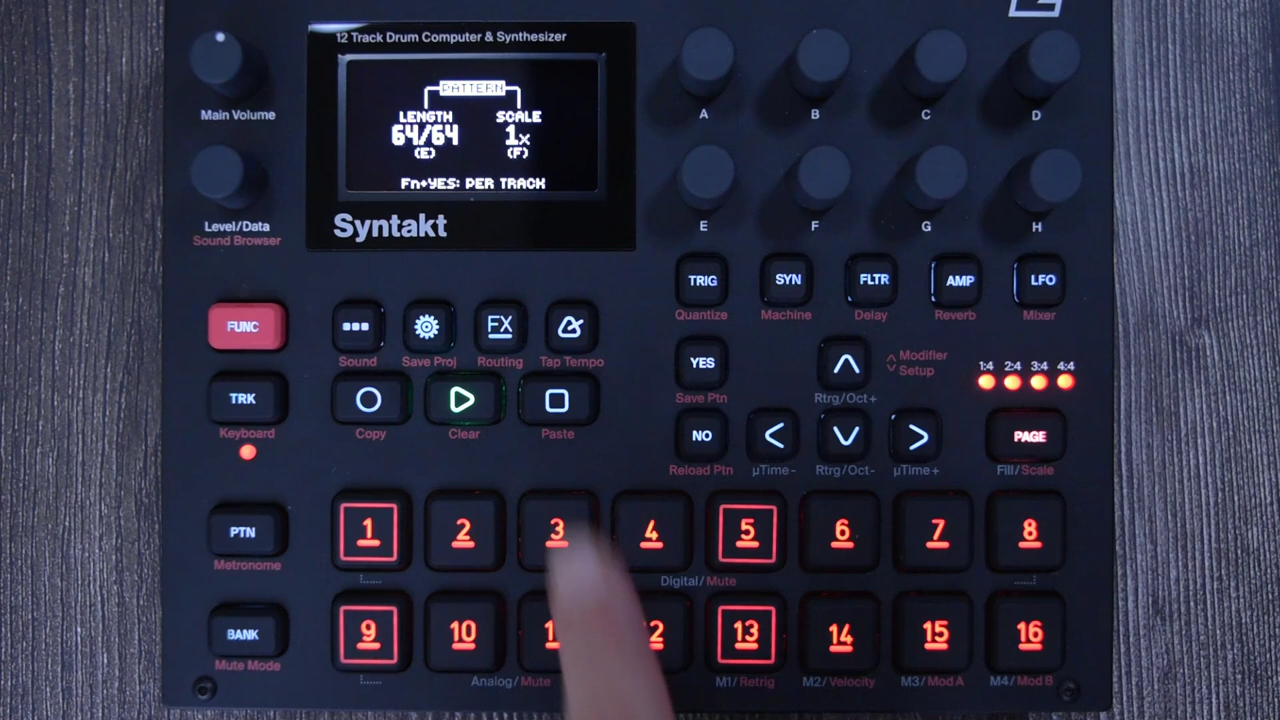 12 Track Drum Computer & Synthesizer
Main Volume
PATTERN
LENGTH SCALE
64/64 1x
(E) (F)
Fn+YES: PER TRACK
Syntakt
Level/Data
Sound Browser
A B C D
E F G H
TRIG SYN FLTR AMP LFO
Quantize Machine Delay Reverb Mixer
FUNC FX
Sound Save Proj Routing Tap Tempo
YES Modifier
Setup
1:4 2:4 3:4 4:4
Save Ptn Rtrg/Oct+
TRK
Keyboard Copy Clear Paste
NO PAGE
Reload Ptn µTime- Rtrg/Oct- µTime+ Fill/Scale
PTN
Metronome
1 2 3 4 5 6 7 8
Digital/Mute
BANK
Mute Mode
9 10 13 14 15 16
Analog/Mute M1/Retrig M2/Velocity M3/Mod A M4/Mod B